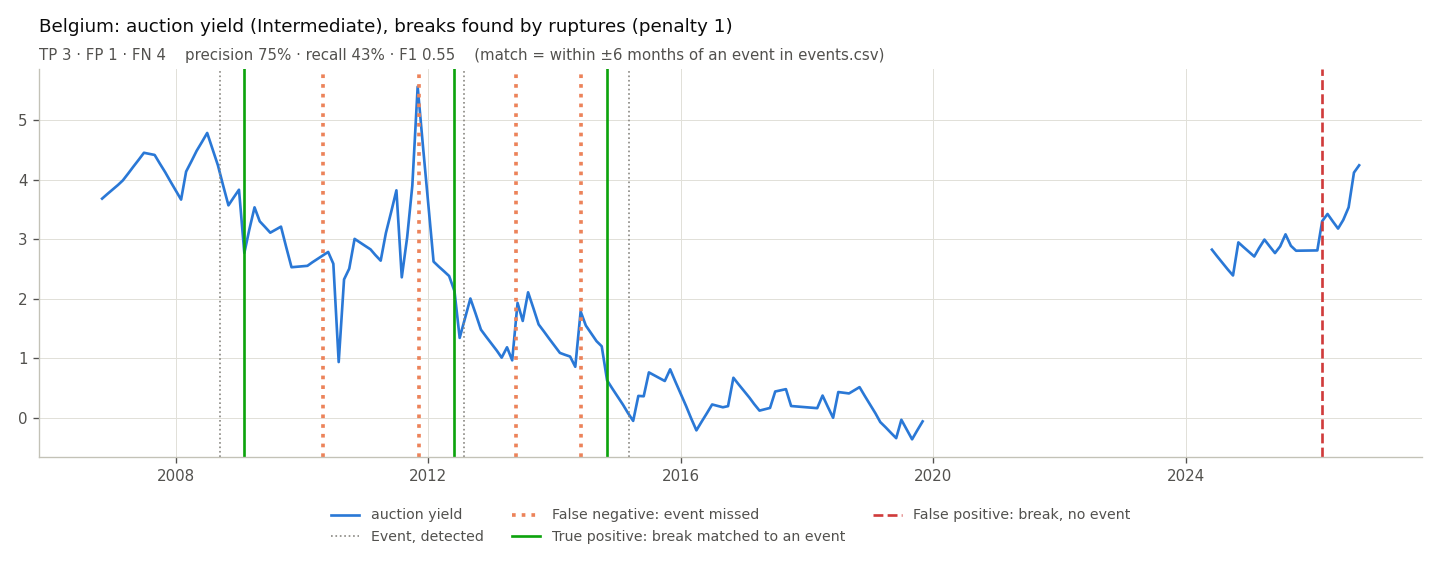 Belgium: auction yield (Intermediate), breaks found by ruptures (penalty 1)
TP 3 · FP 1 · FN 4    precision 75% · recall 43% · F1 0.55    (match = within ±6 months of an event in events.csv)
5
4
3
2
1
0
2008 2012 2016 2020 2024
auction yield
Event, detected
False negative: event missed
True positive: break matched to an event
False positive: break, no event